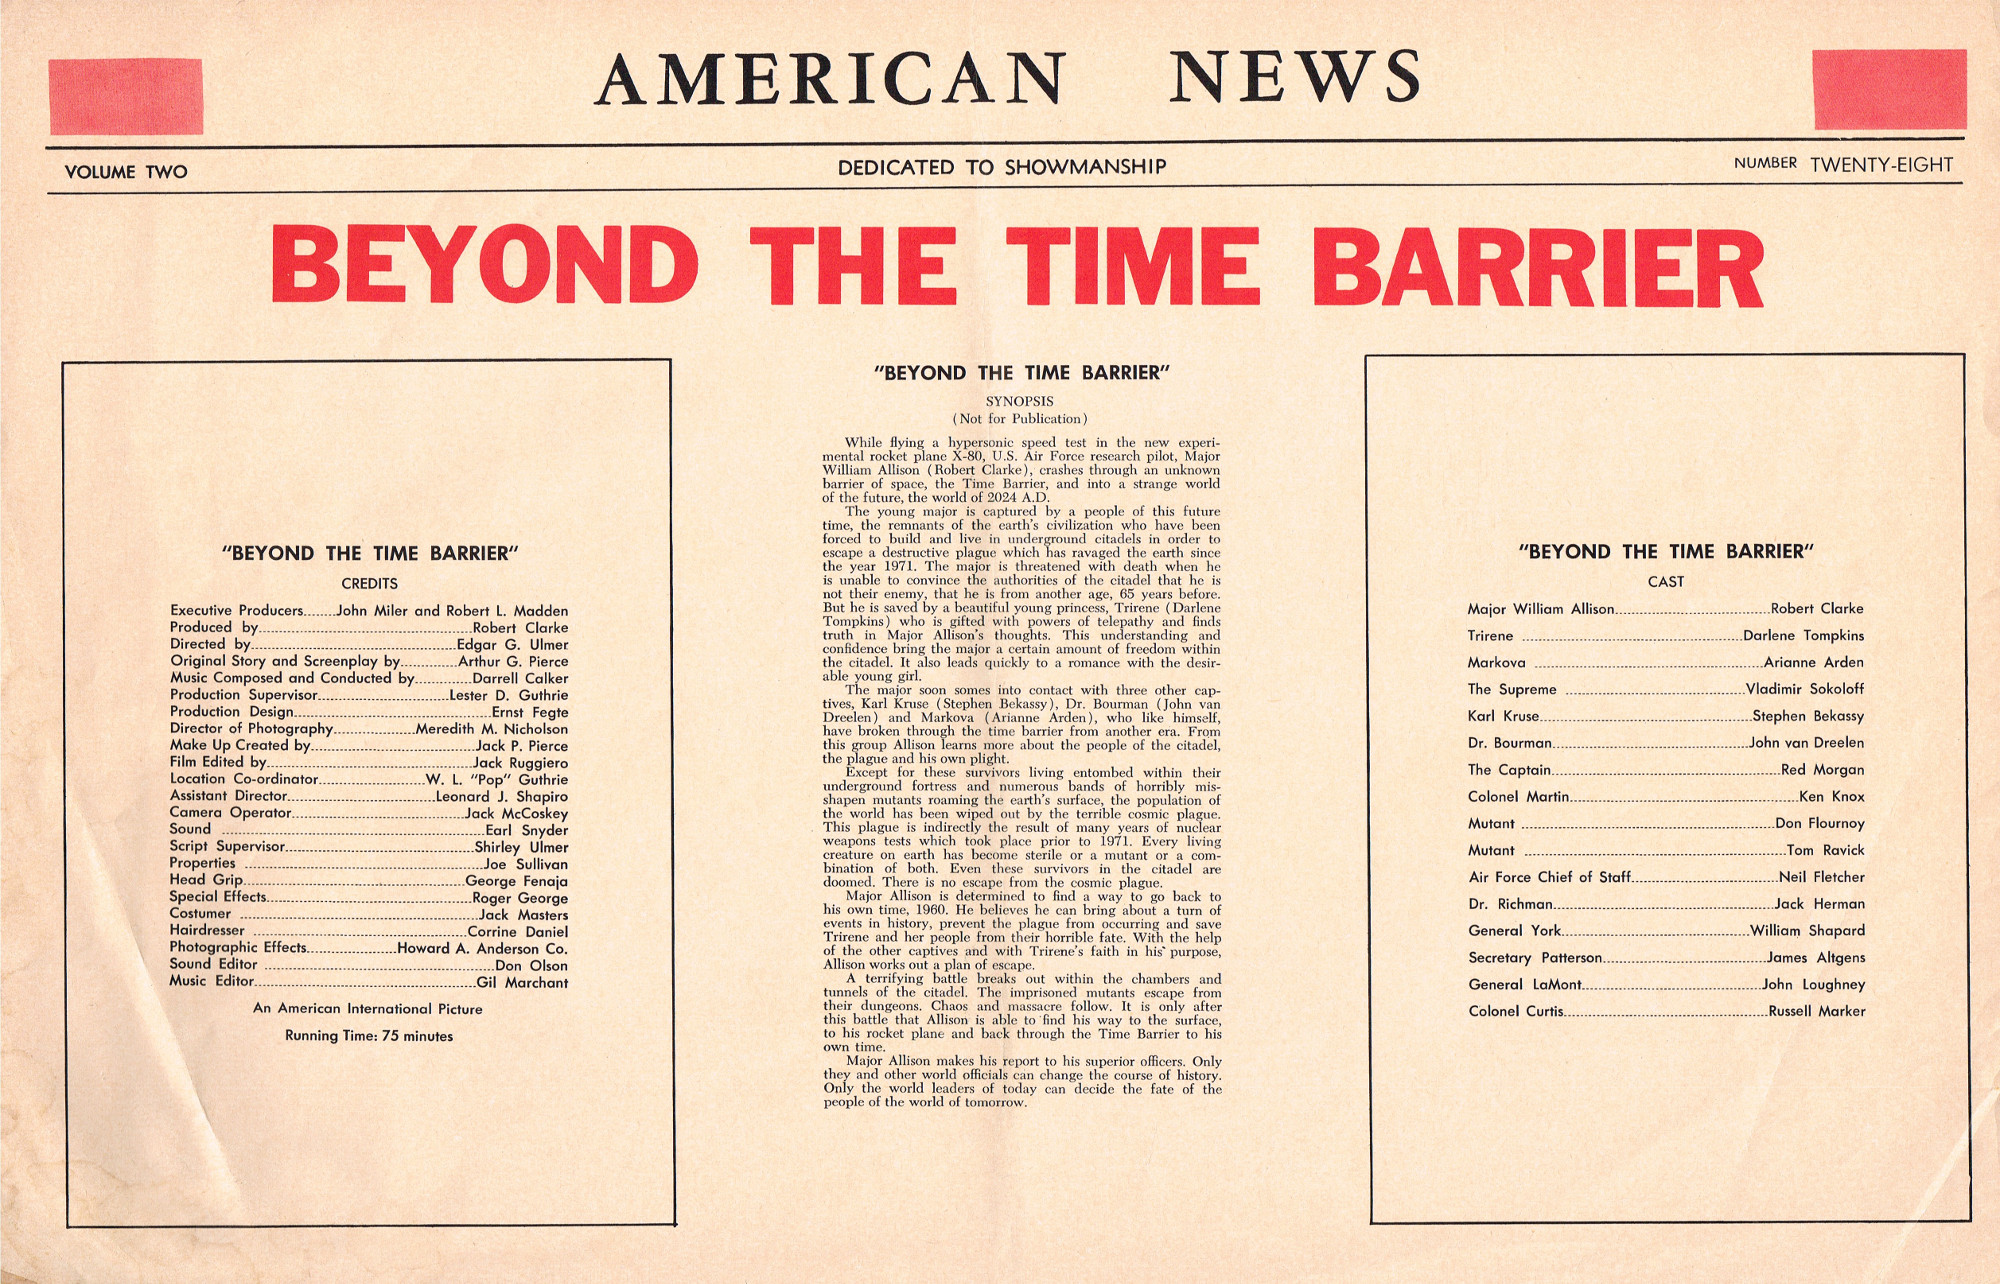 AMERICAN NEWS
VOLUME TWO
DEDICATED TO SHOWMANSHIP
NUMBER TWENTY-EIGHT
BEYOND THE TIME BARRIER
"BEYOND THE TIME BARRIER"
CREDITS
Executive Producers........John Miler and Robert L. Madden
Produced by........Robert Clarke
Directed by........Edgar G. Ulmer
Original Story and Screenplay by........Arthur G. Pierce
Music Composed and Conducted by........Darrell Calker
Production Supervisor........Lester D. Guthrie
Production Design........Ernst Fegte
Director of Photography........Meredith M. Nicholson
Make Up Created by........Jack P. Pierce
Film Edited by........Jack Ruggiero
Location Co-ordinator........W. L. "Pop" Guthrie
Assistant Director........Leonard J. Shapiro
Camera Operator........Jack McCoskey
Sound ........Earl Snyder
Script Supervisor........Shirley Ulmer
Properties ........Joe Sullivan
Head Grip........George Fenaja
Special Effects........Roger George
Costumer ........Jack Masters
Hairdresser ........Corrine Daniel
Photographic Effects........Howard A. Anderson Co.
Sound Editor ........Don Olson
Music Editor........Gil Marchant
An American International Picture
Running Time: 75 minutes
"BEYOND THE TIME BARRIER"
SYNOPSIS
(Not for Publication)
While flying a hypersonic speed test in the new experi-
mental rocket plane X-80, U.S. Air Force research pilot, Major
William Allison (Robert Clarke), crashes through an unknown
barrier of space, the Time Barrier, and into a strange world
of the future, the world of 2024 A.D.
The young major is captured by a people of this future
time, the remnants of the earth's civilization who have been
forced to build and live in underground citadels in order to
escape a destructive plague which has ravaged the earth since
the year 1971. The major is threatened with death when he
is unable to convince the authorities of the citadel that he is
not their enemy, that he is from another age, 65 years before.
But he is saved by a beautiful young princess, Trirene (Darlene
Tompkins) who is gifted with powers of telepathy and finds
truth in Major Allison's thoughts. This understanding and
confidence bring the major a certain amount of freedom within
the citadel. It also leads quickly to a romance with the desir-
able young girl.
The major soon somes into contact with three other cap-
tives, Karl Kruse (Stephen Bekassy), Dr. Bourman (John van
Dreelen) and Markova (Arianne Arden), who like himself,
have broken through the time barrier from another era. From
this group Allison learns more about the people of the citadel,
the plague and his own plight.
Except for these survivors living entombed within their
underground fortress and numerous bands of horribly mis-
shapen mutants roaming the earth's surface, the population of
the world has been wiped out by the terrible cosmic plague.
This plague is indirectly the result of many years of nuclear
weapons tests which took place prior to 1971. Every living
creature on earth has become sterile or a mutant or a com-
bination of both. Even these survivors in the citadel are
doomed. There is no escape from the cosmic plague.
Major Allison is determined to find a way to go back to
his own time, 1960. He believes he can bring about a turn of
events in history, prevent the plague from occurring and save
Trirene and her people from their horrible fate. With the help
of the other captives and with Trirene's faith in his purpose,
Allison works out a plan of escape.
A terrifying battle breaks out within the chambers and
tunnels of the citadel. The imprisoned mutants escape from
their dungeons. Chaos and massacre follow. It is only after
this battle that Allison is able to find his way to the surface,
to his rocket plane and back through the Time Barrier to his
own time.
Major Allison makes his report to his superior officers. Only
they and other world officials can change the course of history.
Only the world leaders of today can decide the fate of the
people of the world of tomorrow.
"BEYOND THE TIME BARRIER"
CAST
Major William Allison........Robert Clarke
Trirene ........Darlene Tompkins
Markova ........Arianne Arden
The Supreme ........Vladimir Sokoloff
Karl Kruse........Stephen Bekassy
Dr. Bourman........John van Dreelen
The Captain........Red Morgan
Colonel Martin........Ken Knox
Mutant ........Don Flournoy
Mutant ........Tom Ravick
Air Force Chief of Staff........Neil Fletcher
Dr. Richman........Jack Herman
General York........William Shapard
Secretary Patterson........James Altgens
General LaMont........John Loughney
Colonel Curtis........Russell Marker